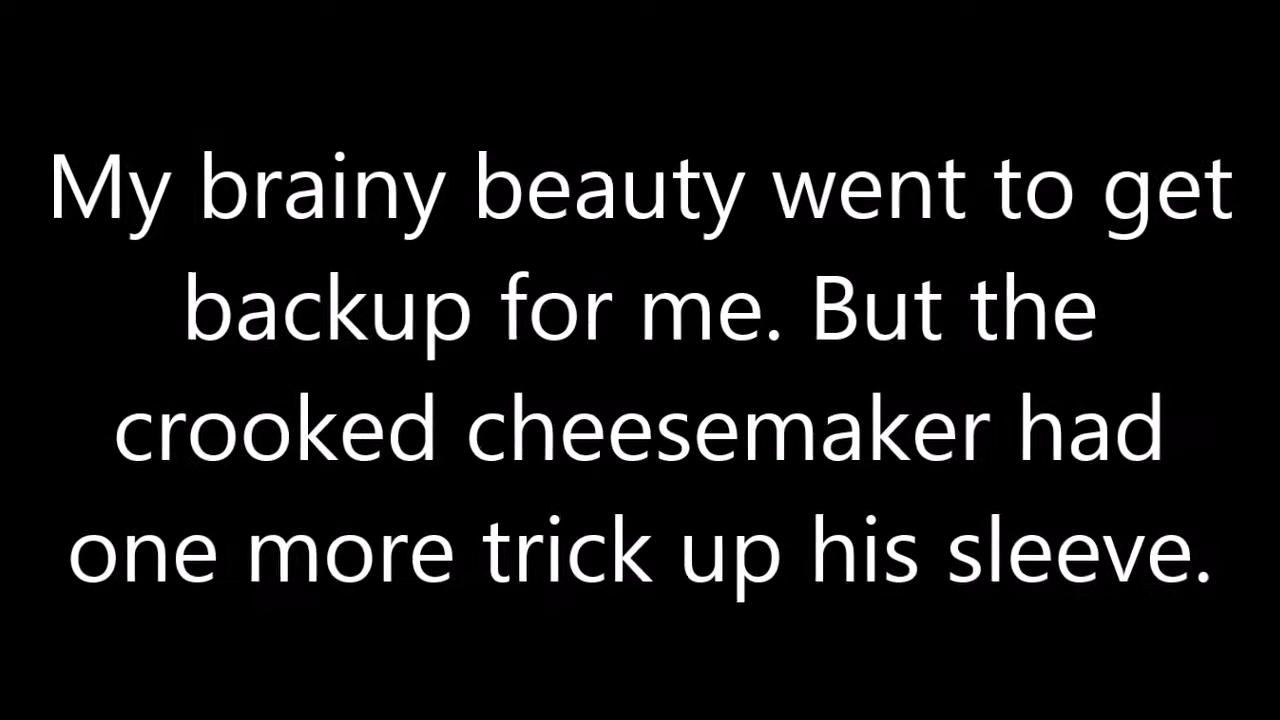 My brainy beauty went to get
backup for me. But the
crooked cheesemaker had
one more trick up his sleeve.